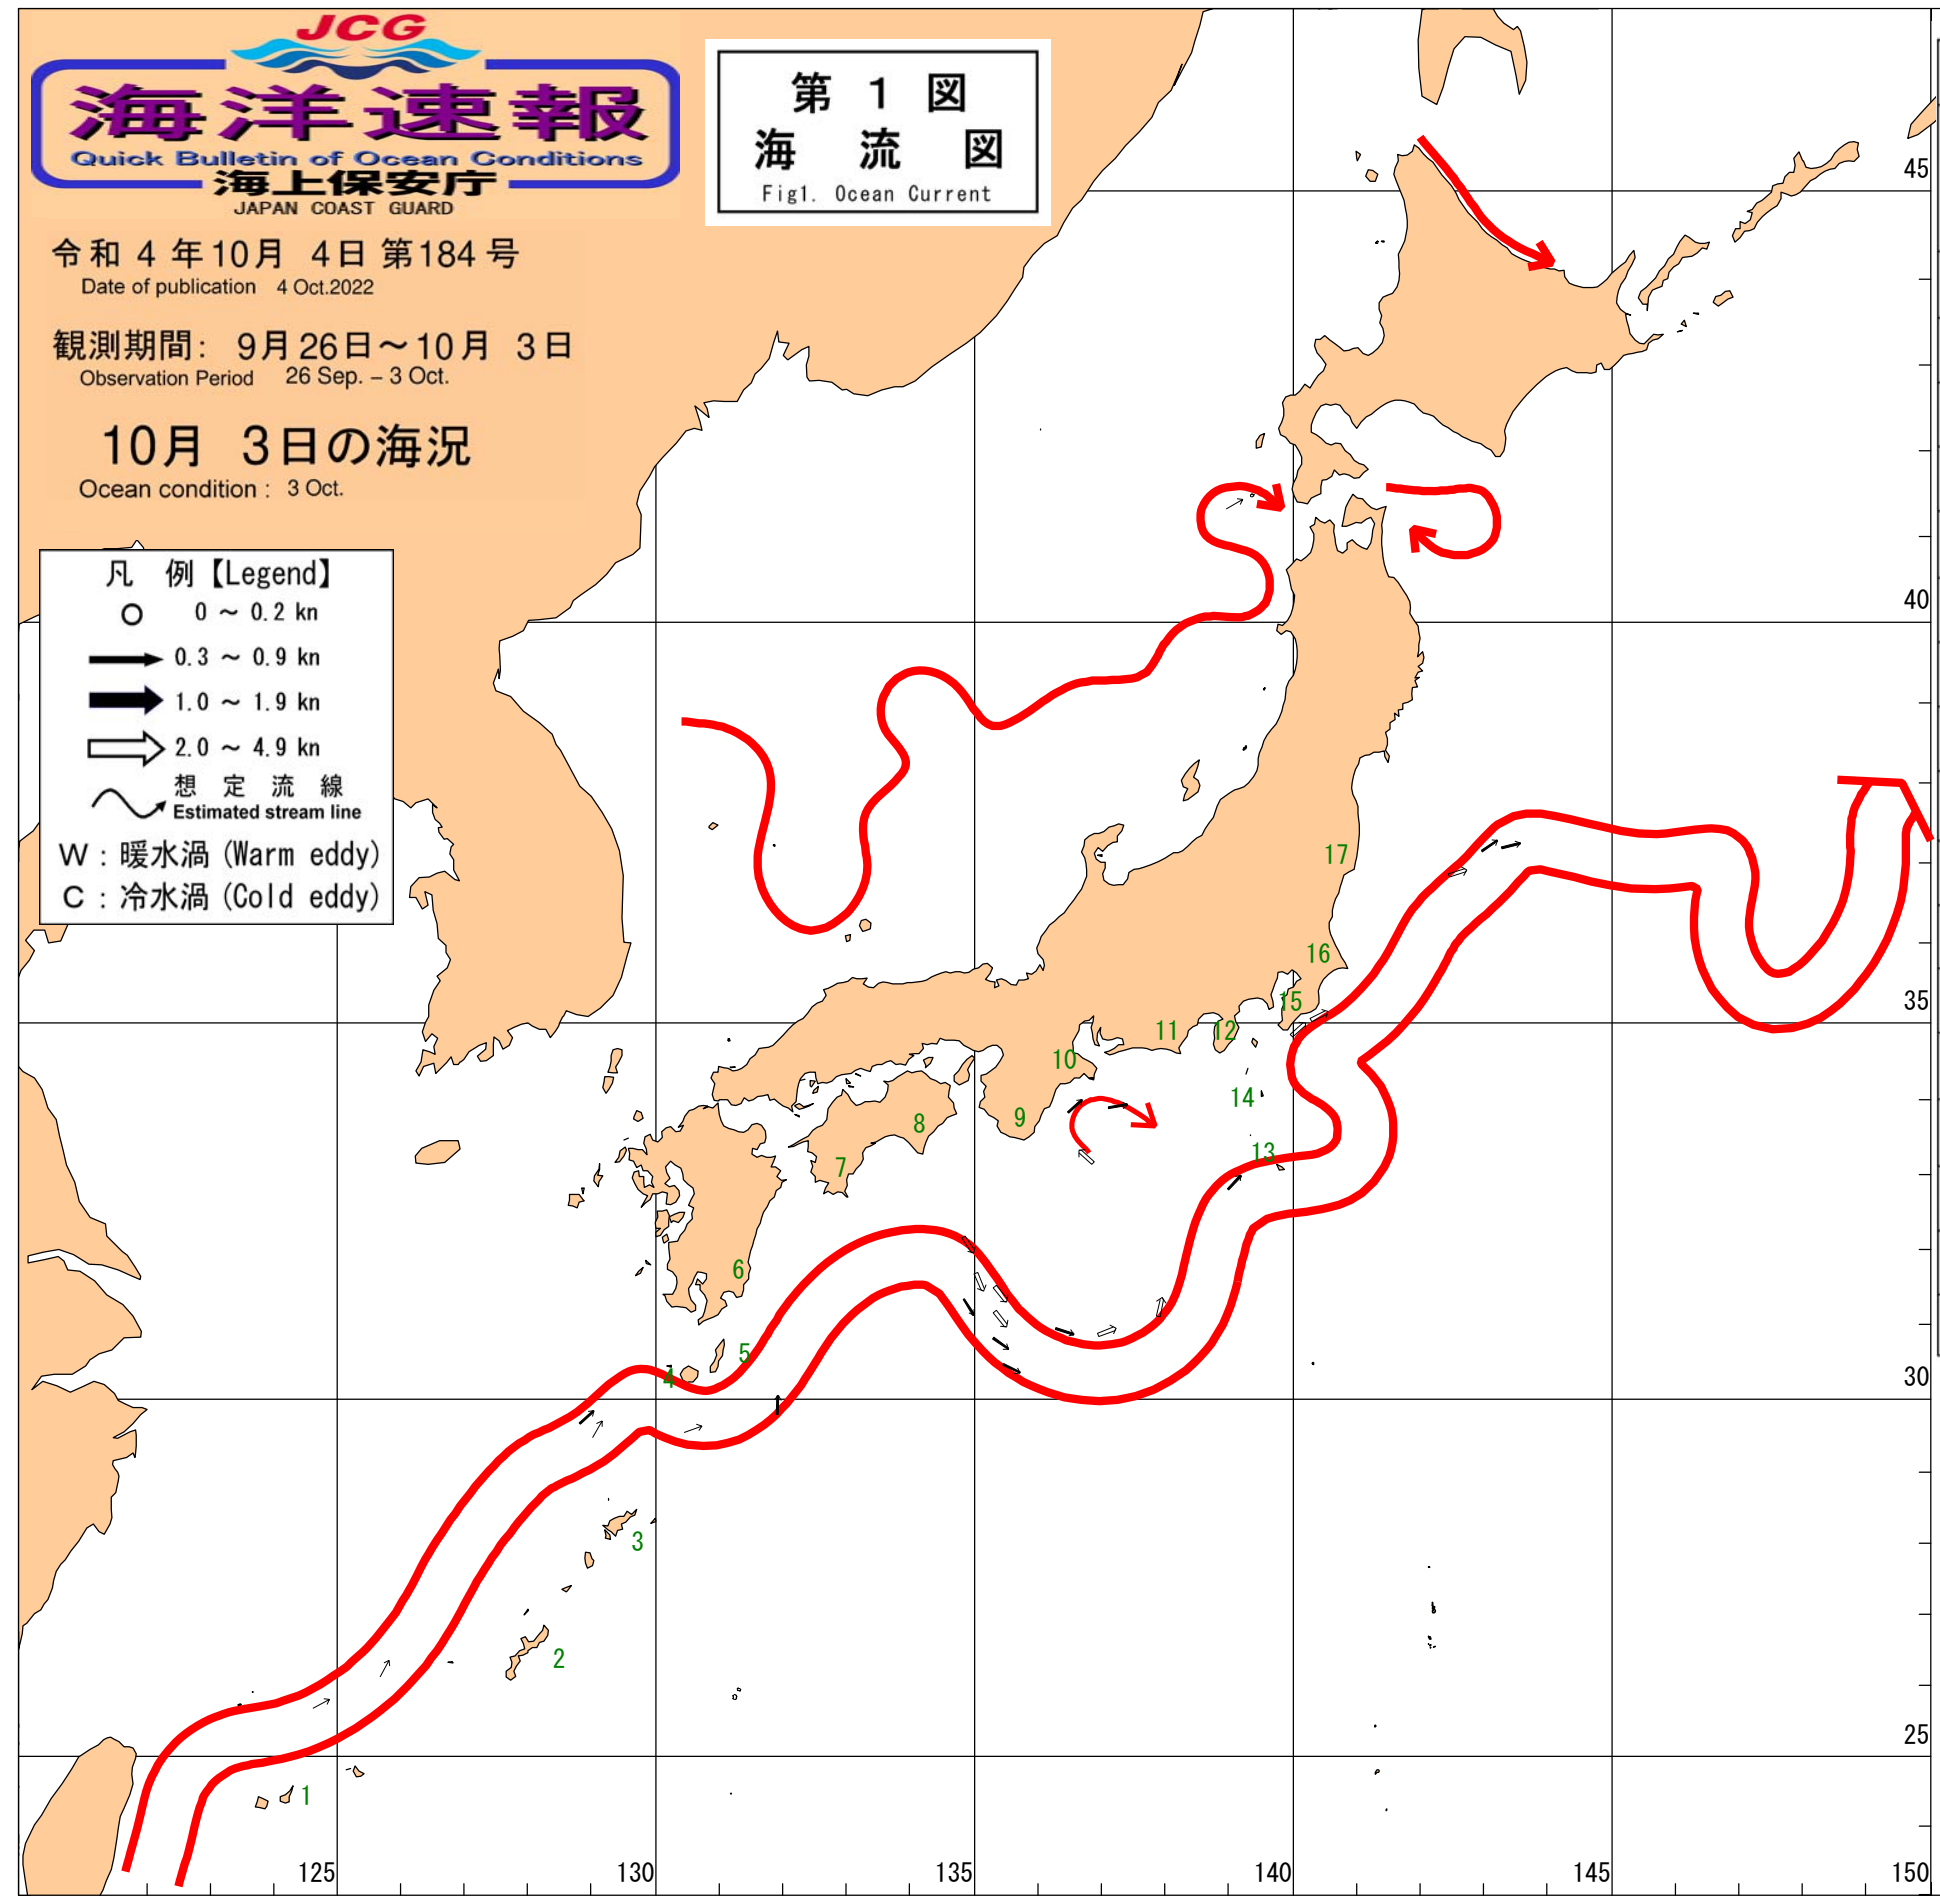 JCG
海洋速報
Quick Bulletin of Ocean Conditions
海上保安庁
JAPAN COAST GUARD
第 1 図
海 流 図
Fig1. Ocean Current
令和 4 年10月 4日 第184号
Date of publication 4 Oct.2022
観測期間: 9月26日～10月 3日
Observation Period 26 Sep. – 3 Oct.
10月 3日の海況
Ocean condition : 3 Oct.
凡 例【Legend】
0 ～ 0.2 kn
0.3 ～ 0.9 kn
1.0 ～ 1.9 kn
2.0 ～ 4.9 kn
想 定 流 線
Estimated stream line
W : 暖水渦 (Warm eddy)
C : 冷水渦 (Cold eddy)
45
40
35
30
25
17
16
15
14
13
12
11
10
9
8
7
6
5
4
3
2
1
125
130
135
140
145
150